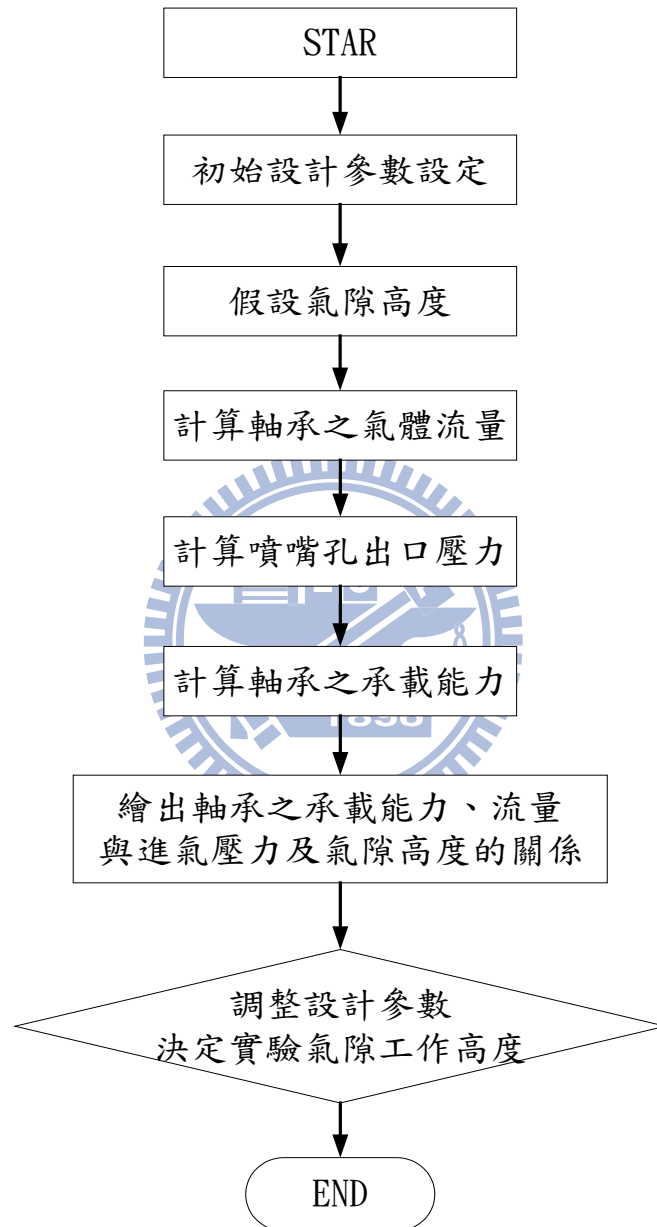 STAR
初始設計參數設定
假設氣隙高度
計算軸承之氣體流量
計算噴嘴孔出口壓力
計算軸承之承載能力
1898
繪出軸承之承載能力、流量
與進氣壓力及氣隙高度的關係
調整設計參數
決定實驗氣隙工作高度
END